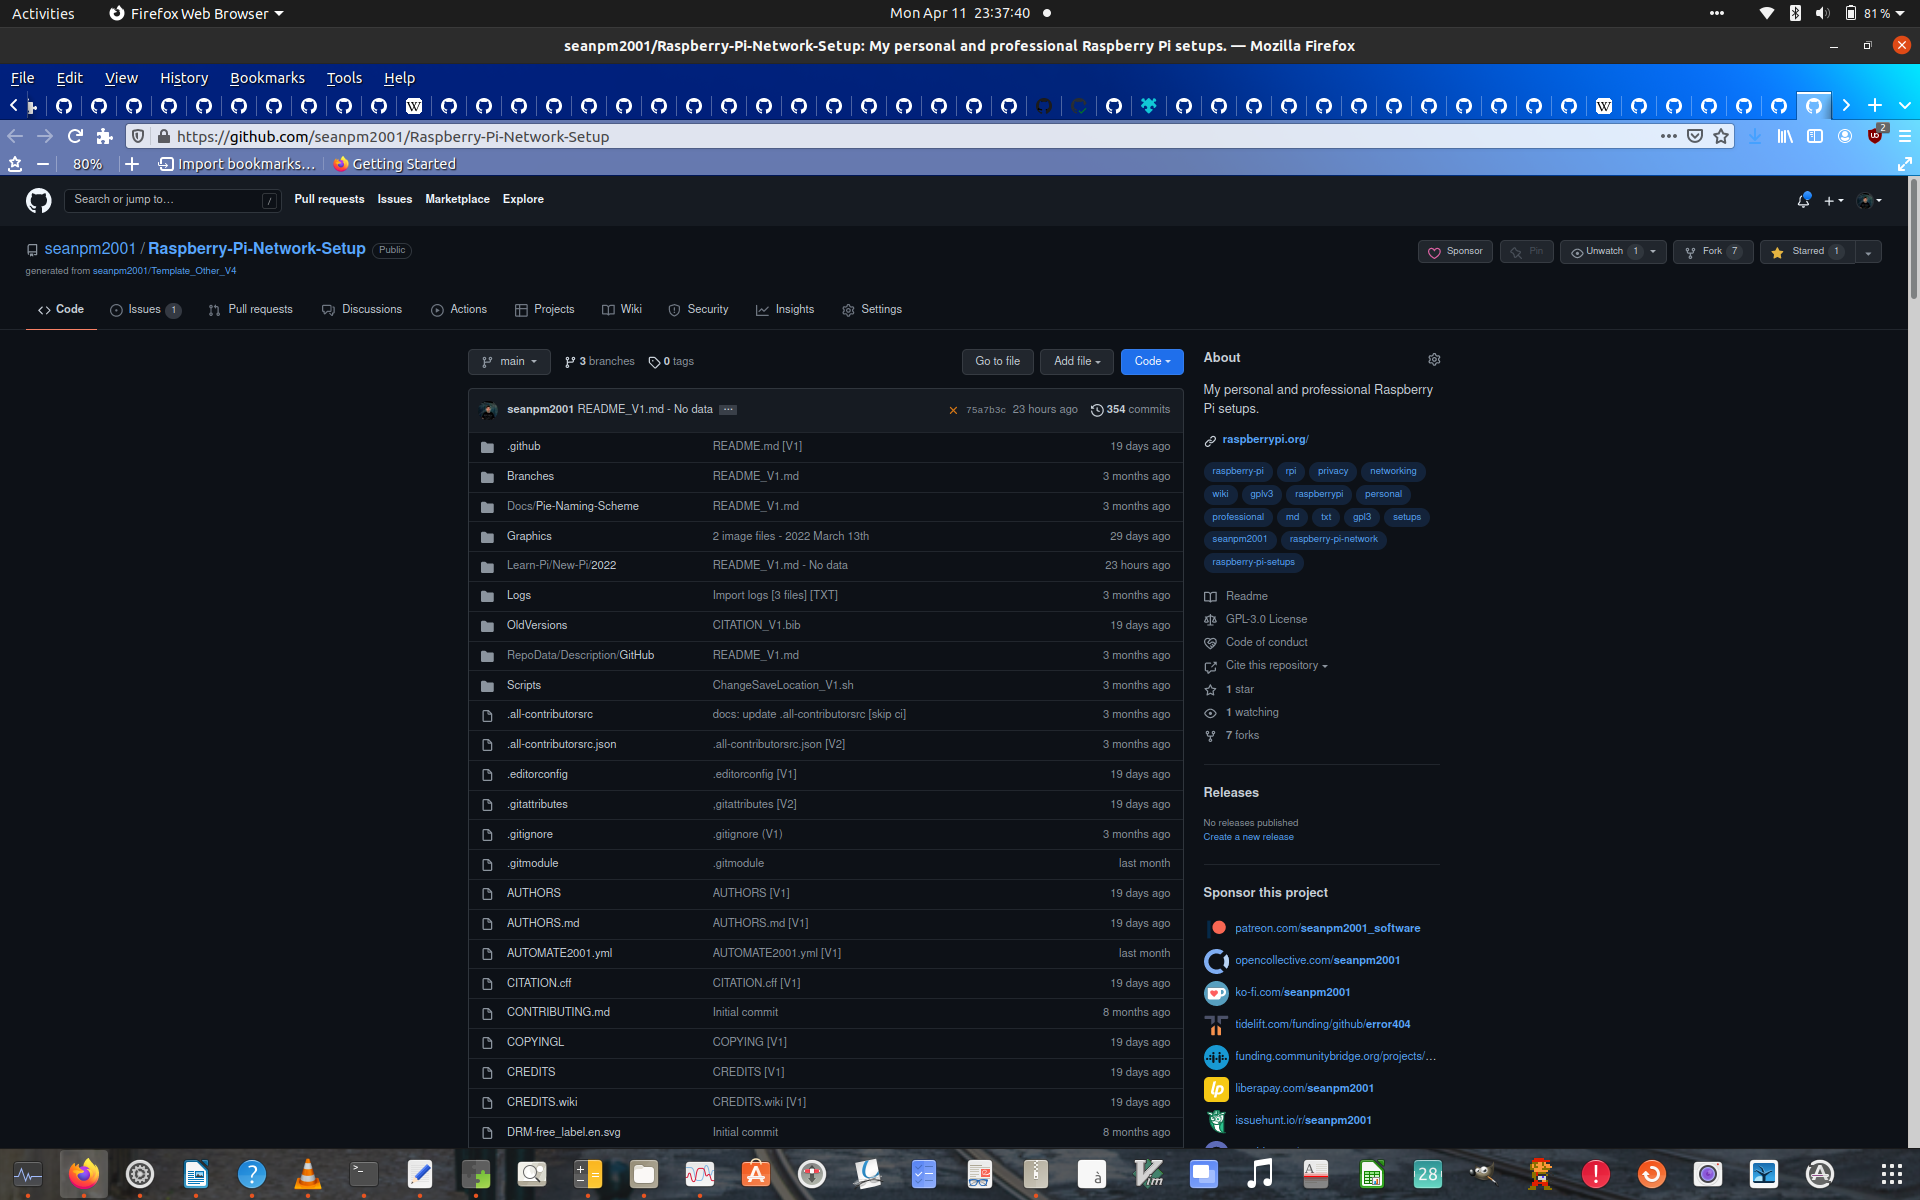 Activities Firefox Web Browser Mon Apr 11 23:37:40 81 %
seanpm2001/Raspberry-Pi-Network-Setup: My personal and professional Raspberry Pi setups. — Mozilla Firefox
File Edit View History Bookmarks Tools Help
https://github.com/seanpm2001/Raspberry-Pi-Network-Setup 2
80% Import bookmarks... Getting Started
Search or jump to... / Pull requests Issues Marketplace Explore
seanpm2001 / Raspberry-Pi-Network-Setup Public
generated from seanpm2001/Template_Other_V4
Sponsor Pin Unwatch 1 Fork 7 Starred 1
Code Issues 1 Pull requests Discussions Actions Projects Wiki Security Insights Settings
main 3 branches 0 tags Go to file Add file Code
seanpm2001 README_V1.md - No data ... 75a7b3c 23 hours ago 354 commits
.github README.md [V1] 19 days ago
Branches README_V1.md 3 months ago
Docs/Pie-Naming-Scheme README_V1.md 3 months ago
Graphics 2 image files - 2022 March 13th 29 days ago
Learn-Pi/New-Pi/2022 README_V1.md - No data 23 hours ago
Logs Import logs [3 files] [TXT] 3 months ago
OldVersions CITATION_V1.bib 19 days ago
RepoData/Description/GitHub README_V1.md 3 months ago
Scripts ChangeSaveLocation_V1.sh 3 months ago
.all-contributorsrc docs: update .all-contributorsrc [skip ci] 3 months ago
.all-contributorsrc.json .all-contributorsrc.json [V2] 3 months ago
.editorconfig .editorconfig [V1] 19 days ago
.gitattributes ,gitattributes [V2] 19 days ago
.gitignore .gitignore (V1) 3 months ago
.gitmodule .gitmodule last month
AUTHORS AUTHORS [V1] 19 days ago
AUTHORS.md AUTHORS.md [V1] 19 days ago
AUTOMATE2001.yml AUTOMATE2001.yml [V1] last month
CITATION.cff CITATION.cff [V1] 19 days ago
CONTRIBUTING.md Initial commit 8 months ago
COPYINGL COPYING [V1] 19 days ago
CREDITS CREDITS [V1] 19 days ago
CREDITS.wiki CREDITS.wiki [V1] 19 days ago
DRM-free_label.en.svg Initial commit 8 months ago
About
My personal and professional Raspberry
Pi setups.
raspberrypi.org/
raspberry-pi rpi privacy networking
wiki gplv3 raspberrypi personal
professional md txt gpl3 setups
seanpm2001 raspberry-pi-network
raspberry-pi-setups
Readme
GPL-3.0 License
Code of conduct
Cite this repository
1 star
1 watching
7 forks
Releases
No releases published
Create a new release
Sponsor this project
patreon.com/seanpm2001_software
opencollective.com/seanpm2001
ko-fi.com/seanpm2001
tidelift.com/funding/github/error404
funding.communitybridge.org/projects/...
liberapay.com/seanpm2001
issuehunt.io/r/seanpm2001
28